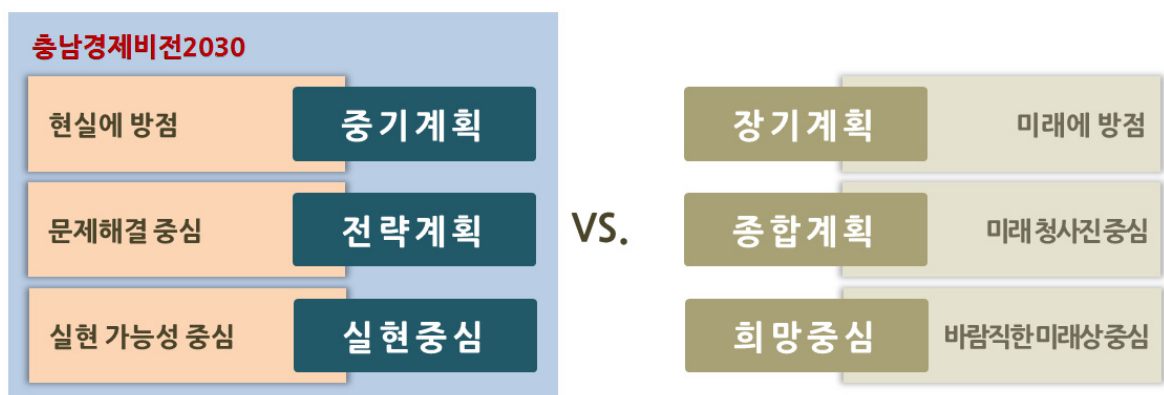 충남경제비전2030
현실에 방점
중기계획
장기계획
미래에 방점
문제해결 중심
전략계획
VS.
종합계획
미래 청사진 중심
실현 가능성 중심
실현중심
희망중심
바람직한 미래상 중심